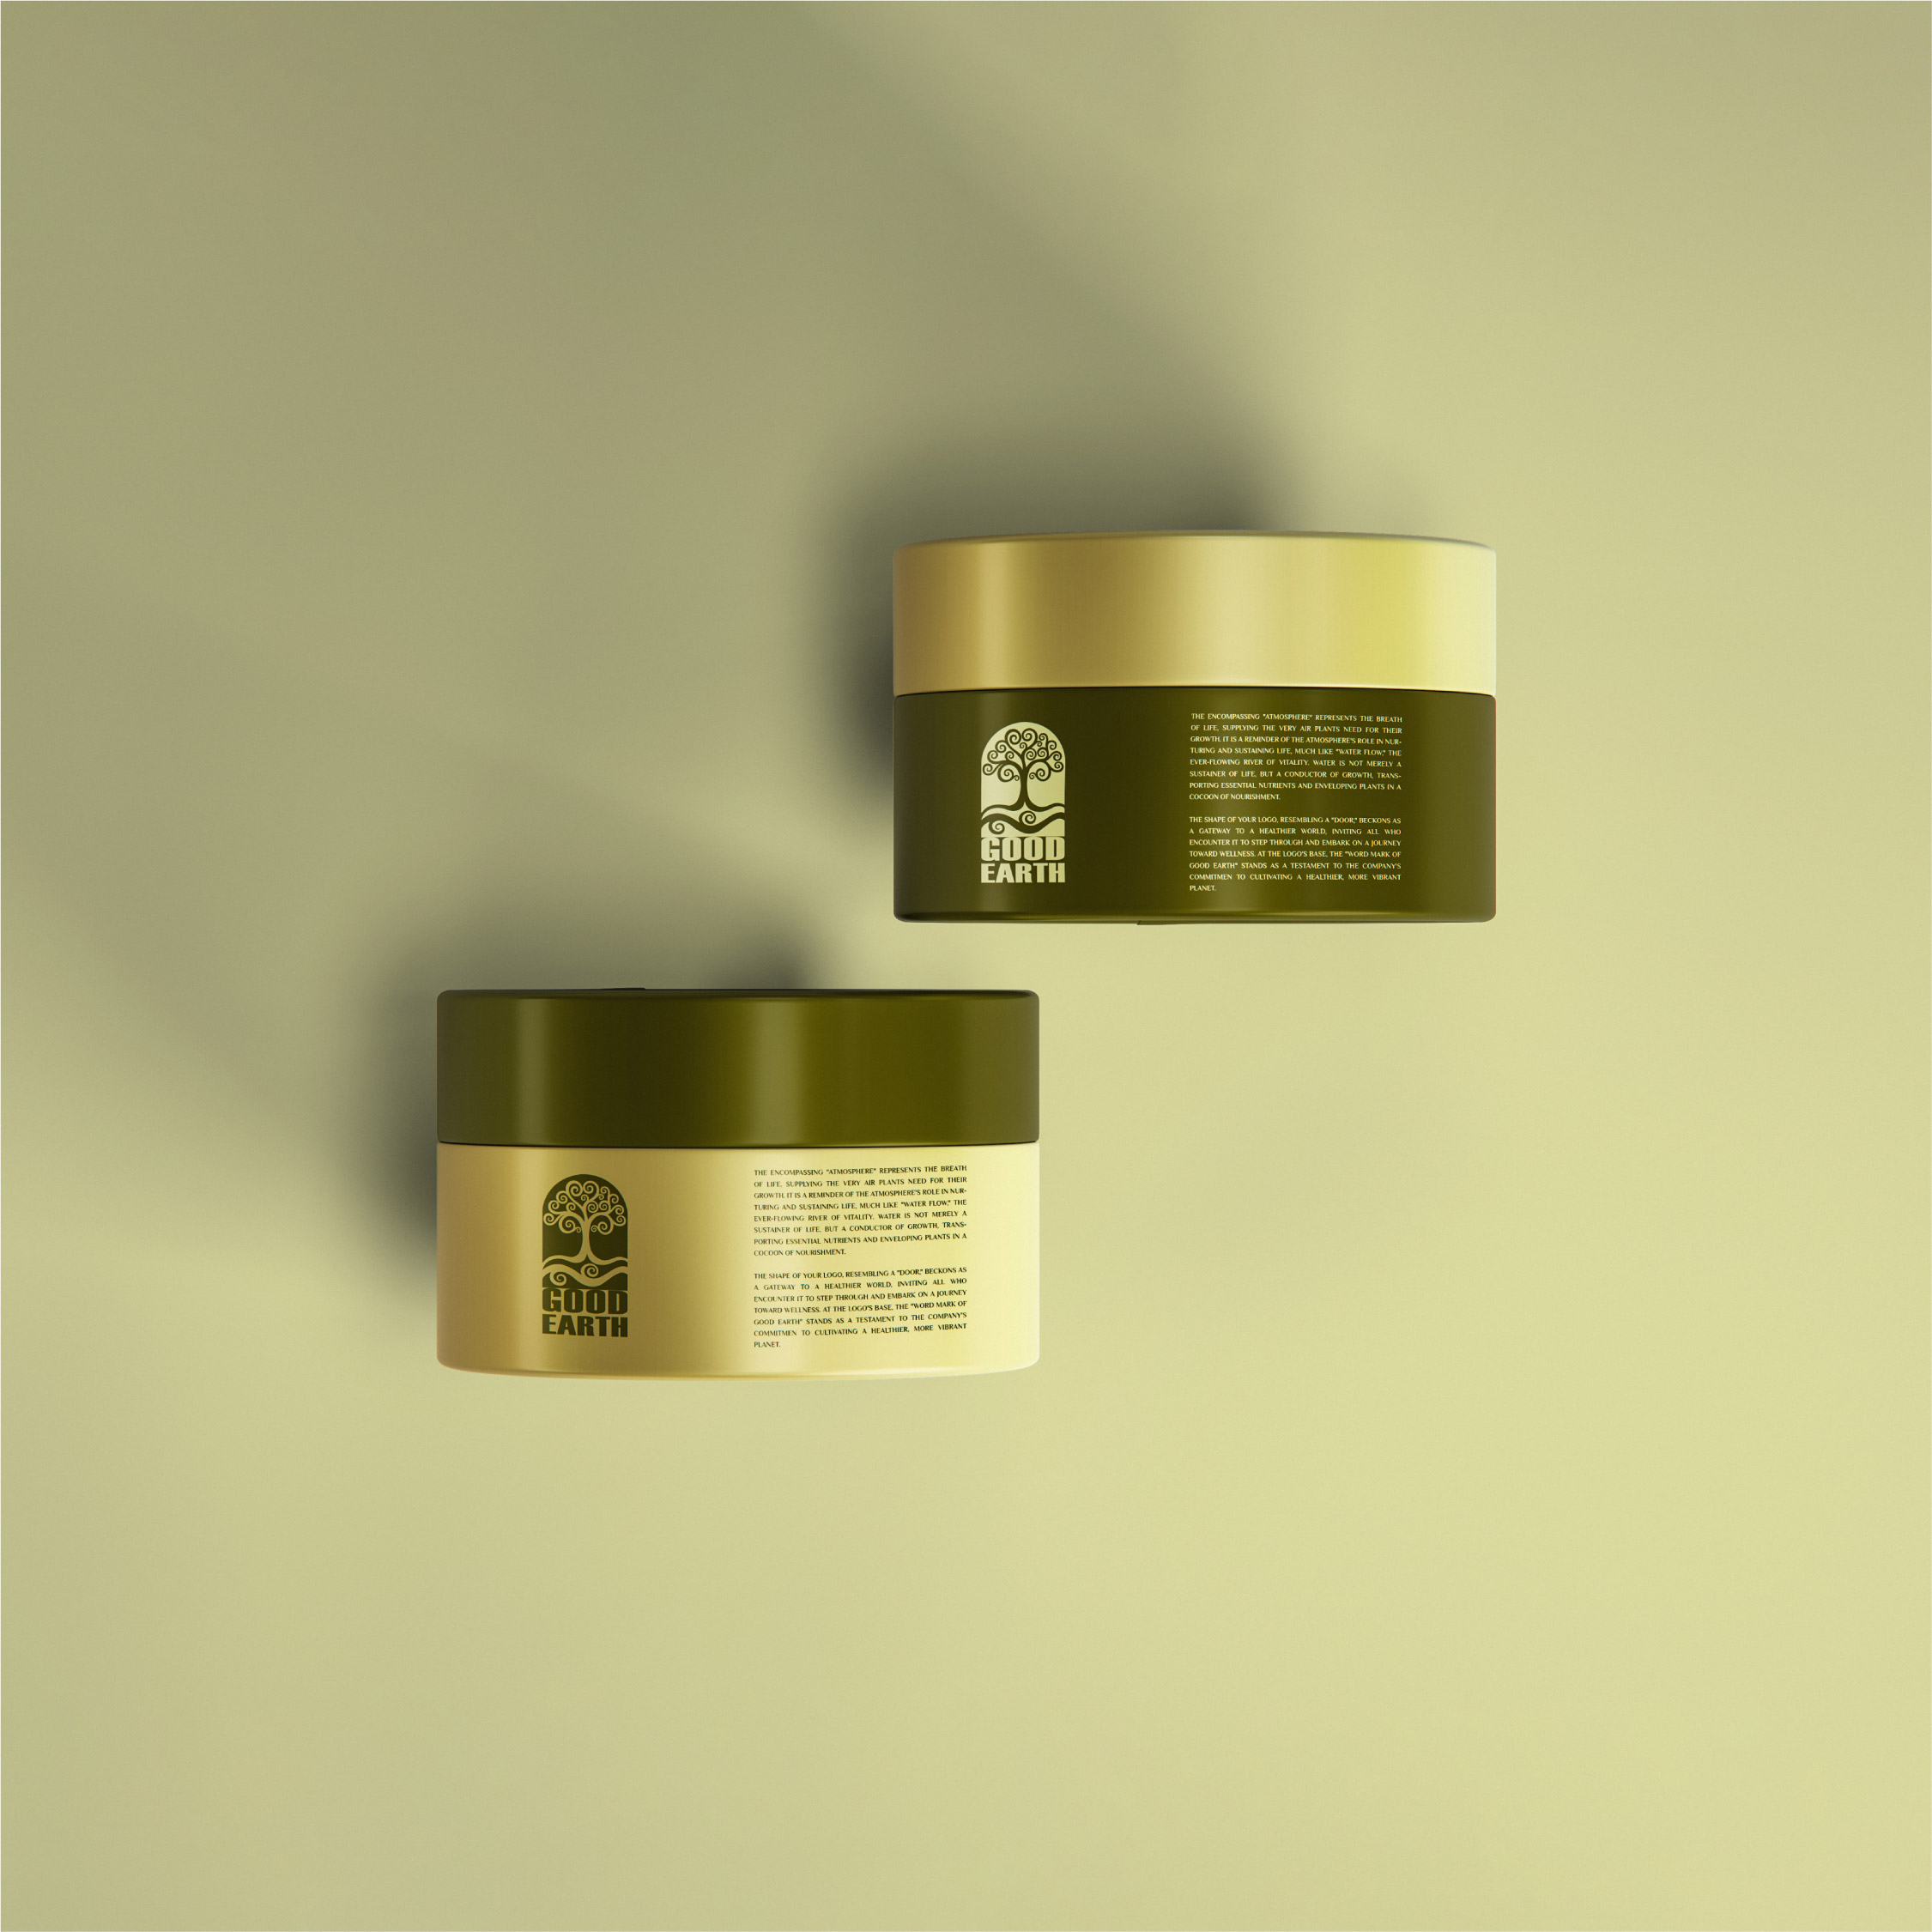 THE ENCOMPASSING "ATMOSPHERE" REPRESENTS THE BREATH
OF LIFE, SUPPLYING THE VERY AIR PLANTS NEED FOR THEIR
GROWTH. IT IS A REMINDER OF THE ATMOSPHERE'S ROLE IN NUR-
TURING AND SUSTAINING LIFE, MUCH LIKE "WATER FLOW," THE
EVER-FLOWING RIVER OF VITALITY. WATER IS NOT MERELY A
SUSTAINER OF LIFE, BUT A CONDUCTOR OF GROWTH, TRANS-
PORTING ESSENTIAL NUTRIENTS AND ENVELOPING PLANTS IN A
COCOON OF NOURISHMENT.
THE SHAPE OF YOUR LOGO, RESEMBLING A "DOOR," BECKONS AS
A GATEWAY TO A HEALTHIER WORLD, INVITING ALL WHO
ENCOUNTER IT TO STEP THROUGH AND EMBARK ON A JOURNEY
TOWARD WELLNESS. AT THE LOGO'S BASE, THE "WORD MARK OF
GOOD EARTH" STANDS AS A TESTAMENT TO THE COMPANY'S
COMMITMEN TO CULTIVATING A HEALTHIER, MORE VIBRANT
PLANET.
GOOD
EARTH
THE ENCOMPASSING "ATMOSPHERE" REPRESENTS THE BREATH
OF LIFE, SUPPLYING THE VERY AIR PLANTS NEED FOR THEIR
GROWTH. IT IS A REMINDER OF THE ATMOSPHERE'S ROLE IN NUR-
TURING AND SUSTAINING LIFE, MUCH LIKE "WATER FLOW," THE
EVER-FLOWING RIVER OF VITALITY. WATER IS NOT MERELY A
SUSTAINER OF LIFE, BUT A CONDUCTOR OF GROWTH, TRANS-
PORTING ESSENTIAL NUTRIENTS AND ENVELOPING PLANTS IN A
COCOON OF NOURISHMENT.
THE SHAPE OF YOUR LOGO, RESEMBLING A "DOOR," BECKONS AS
A GATEWAY TO A HEALTHIER WORLD, INVITING ALL WHO
ENCOUNTER IT TO STEP THROUGH AND EMBARK ON A JOURNEY
TOWARD WELLNESS. AT THE LOGO'S BASE, THE "WORD MARK OF
GOOD EARTH" STANDS AS A TESTAMENT TO THE COMPANY'S
COMMITMEN TO CULTIVATING A HEALTHIER, MORE VIBRANT
PLANET.
GOOD
EARTH